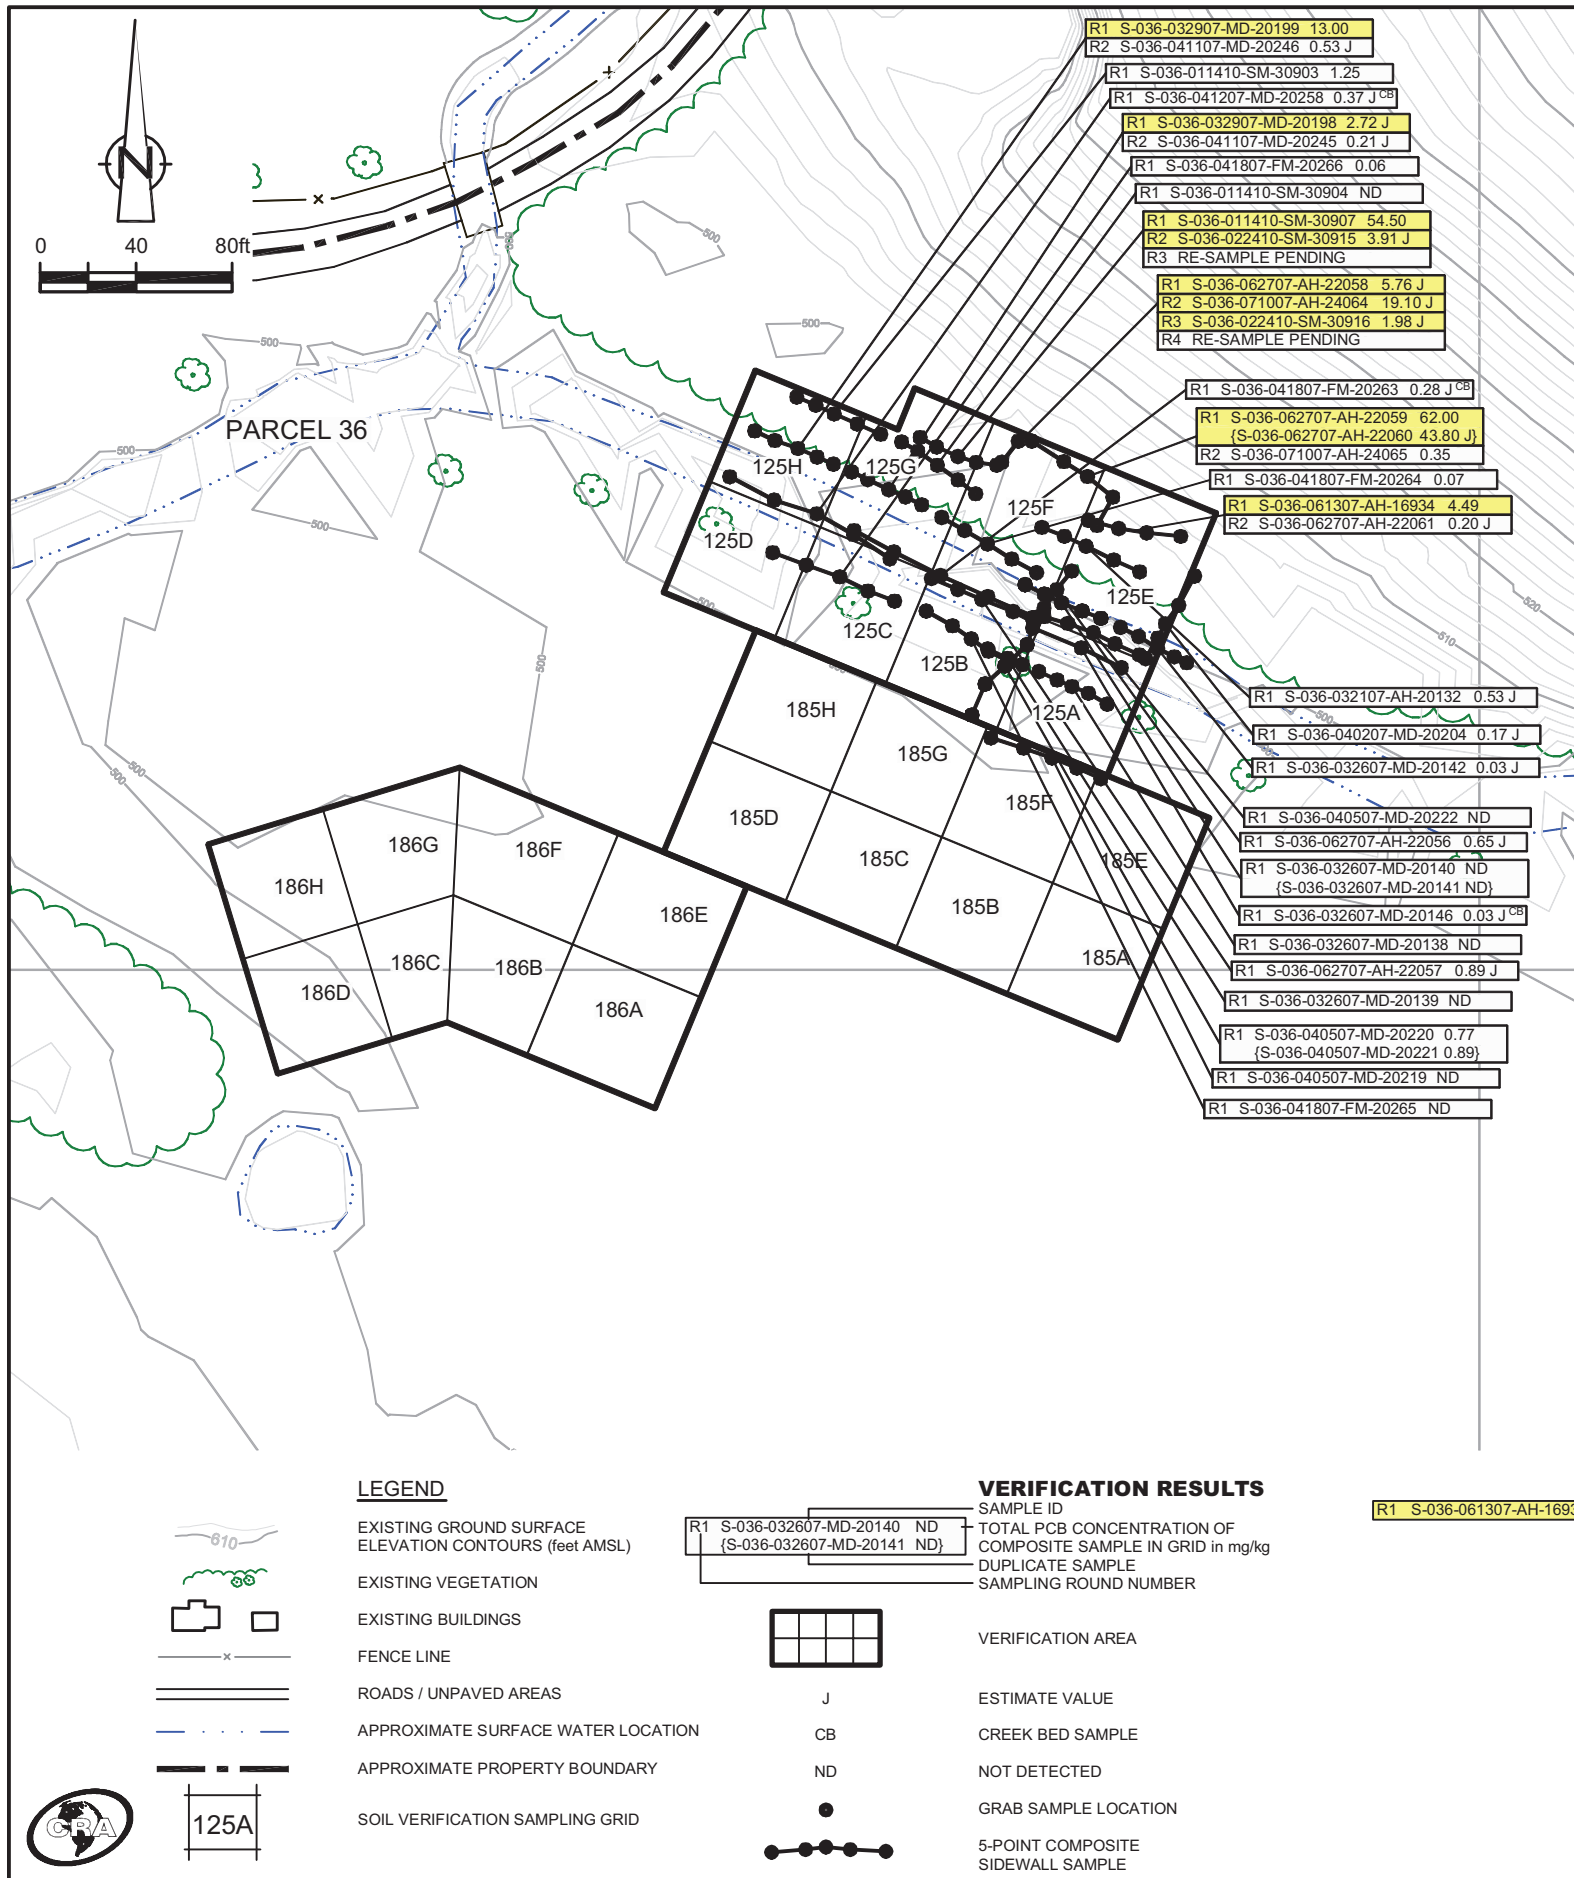 R1 S-036-032907-MD-20199 13.00
R2 S-036-041107-MD-20246 0.53 J
R1 S-036-011410-SM-30903 1.25
R1 S-036-041207-MD-20258 0.37 J CB
R1 S-036-032907-MD-20198 2.72 J
R2 S-036-041107-MD-20245 0.21 J
R1 S-036-041807-FM-20266 0.06
R1 S-036-011410-SM-30904 ND
R1 S-036-011410-SM-30907 54.50
R2 S-036-022410-SM-30915 3.91 J
R3 RE-SAMPLE PENDING
R1 S-036-062707-AH-22058 5.76 J
R2 S-036-071007-AH-24064 19.10 J
R3 S-036-022410-SM-30916 1.98 J
R4 RE-SAMPLE PENDING
R1 S-036-041807-FM-20263 0.28 J CB
R1 S-036-062707-AH-22059 62.00
{S-036-062707-AH-22060 43.80 J}
R2 S-036-071007-AH-24065 0.35
R1 S-036-041807-FM-20264 0.07
R1 S-036-061307-AH-16934 4.49
R2 S-036-062707-AH-22061 0.20 J
R1 S-036-032107-AH-20132 0.53 J
R1 S-036-040207-MD-20204 0.17 J
R1 S-036-032607-MD-20142 0.03 J
R1 S-036-040507-MD-20222 ND
R1 S-036-062707-AH-22056 0.65 J
R1 S-036-032607-MD-20140 ND
{S-036-032607-MD-20141 ND}
R1 S-036-032607-MD-20146 0.03 J CB
R1 S-036-032607-MD-20138 ND
R1 S-036-062707-AH-22057 0.89 J
R1 S-036-032607-MD-20139 ND
R1 S-036-040507-MD-20220 0.77
{S-036-040507-MD-20221 0.89}
R1 S-036-040507-MD-20219 ND
R1 S-036-041807-FM-20265 ND
N
0 40 80ft
PARCEL 36
500
500
500
500
500
500
500
500
500
500
510
520
125H
125G
125F
125E
125D
125C
125B
125A
185H
185G
185F
185E
185D
185C
185B
185A
186H
186G
186F
186E
186D
186C
186B
186A
LEGEND
610
EXISTING GROUND SURFACE
ELEVATION CONTOURS (feet AMSL)
EXISTING VEGETATION
EXISTING BUILDINGS
x
FENCE LINE
ROADS / UNPAVED AREAS
APPROXIMATE SURFACE WATER LOCATION
APPROXIMATE PROPERTY BOUNDARY
125A
SOIL VERIFICATION SAMPLING GRID
CRA
VERIFICATION RESULTS
R1 S-036-032607-MD-20140 ND
{S-036-032607-MD-20141 ND}
SAMPLE ID
TOTAL PCB CONCENTRATION OF
COMPOSITE SAMPLE IN GRID in mg/kg
DUPLICATE SAMPLE
SAMPLING ROUND NUMBER
VERIFICATION AREA
J ESTIMATE VALUE
CB CREEK BED SAMPLE
ND NOT DETECTED
GRAB SAMPLE LOCATION
5-POINT COMPOSITE
SIDEWALL SAMPLE
R1 S-036-061307-AH-1693